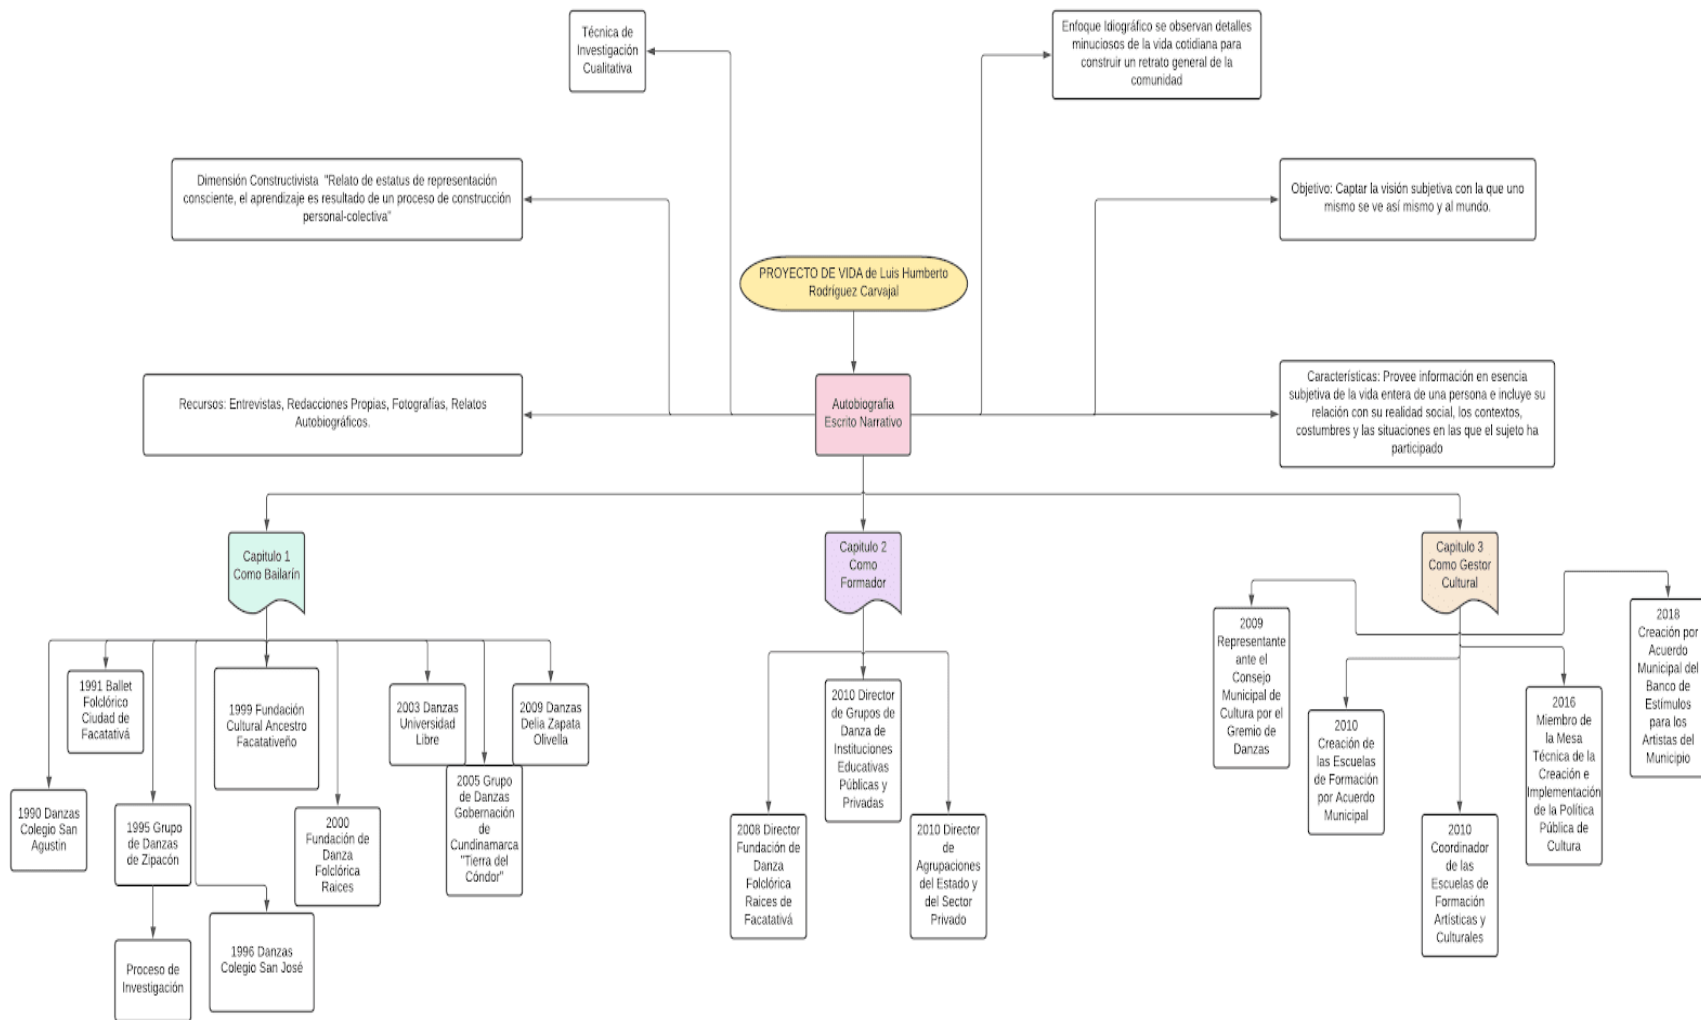 Técnica de
Investigación
Cualitativa
Enfoque Idiográfico se observan detalles
minuciosos de la vida cotidiana para
construir un retrato general de la
comunidad
Dimensión Constructivista "Relato de estatus de representación
consciente, el aprendizaje es resultado de un proceso de construcción
personal-colectiva"
Objetivo: Captar la visión subjetiva con la que uno
mismo se ve así mismo y al mundo.
PROYECTO DE VIDA de Luis Humberto
Rodríguez Carvajal
Recursos: Entrevistas, Redacciones Propias, Fotografías, Relatos
Autobiográficos.
Autobiografía
Escrito Narrativo
Características: Provee información en esencia
subjetiva de la vida entera de una persona e incluye su
relación con su realidad social, los contextos,
costumbres y las situaciones en las que el sujeto ha
participado
Capitulo 1
Como Bailarín
Capitulo 2
Como
Formador
Capitulo 3
Como Gestor
Cultural
1990 Danzas
Colegio San
Agustin
1991 Ballet
Folclórico
Ciudad de
Facatativá
1995 Grupo
de Danzas
de Zipacón
Proceso de
Investigación
1996 Danzas
Colegio San José
1999 Fundación
Cultural Ancestro
Facatativeño
2000
Fundación de
Danza
Folclórica
Raices
2003 Danzas
Universidad
Libre
2005 Grupo
de Danzas
Gobernación
de
Cundinamarca
"Tierra del
Cóndor"
2009 Danzas
Delia Zapata
Olivella
2008 Director
Fundación de
Danza
Folclórica
Raices de
Facatativá
2010 Director
de Grupos de
Danza de
Instituciones
Educativas
Públicas y
Privadas
2010 Director
de
Agrupaciones
del Estado y
del Sector
Privado
2009
Representante
ante el
Consejo
Municipal de
Cultura por el
Gremio de
Danzas
2010
Creación de
las Escuelas
de Formación
por Acuerdo
Municipal
2010
Coordinador
de las
Escuelas de
Formación
Artísticas y
Culturales
2016
Miembro de
la Mesa
Técnica de la
Creación e
Implementación
de la Política
Pública de
Cultura
2018
Creación por
Acuerdo
Municipal del
Banco de
Estímulos
para los
Artistas del
Municipio